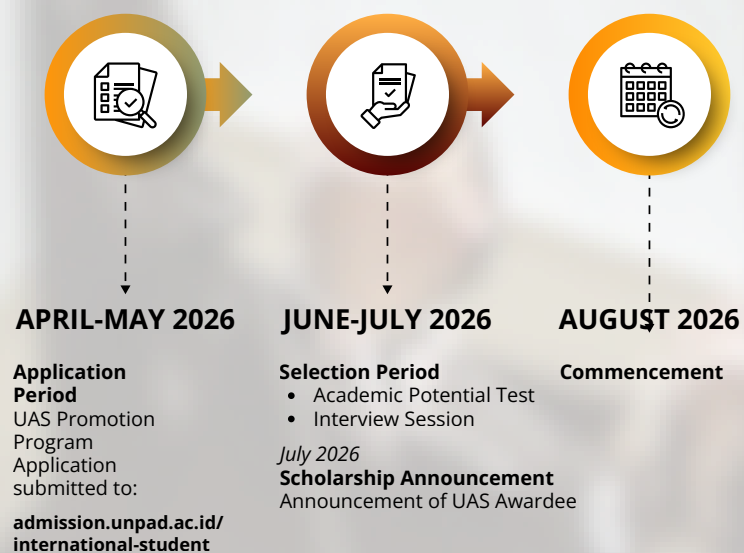 APRIL-MAY 2026
Application
Period
UAS Promotion
Program
Application
submitted to:
admission.unpad.ac.id/
international-student
JUNE-JULY 2026
Selection Period
• Academic Potential Test
• Interview Session
July 2026
Scholarship Announcement
Announcement of UAS Awardee
AUGUST 2026
Commencement